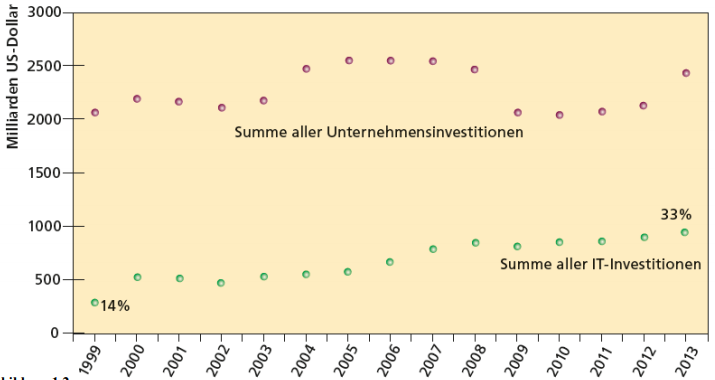 Milliarden US-Dollar
3000
2500
2000
1500
1000
500
0
Summe aller Unternehmensinvestitionen
33%
Summe aller IT-Investitionen
14%
1999 2000 2001 2002 2003 2004 2005 2006 2007 2008 2009 2010 2011 2012 2013